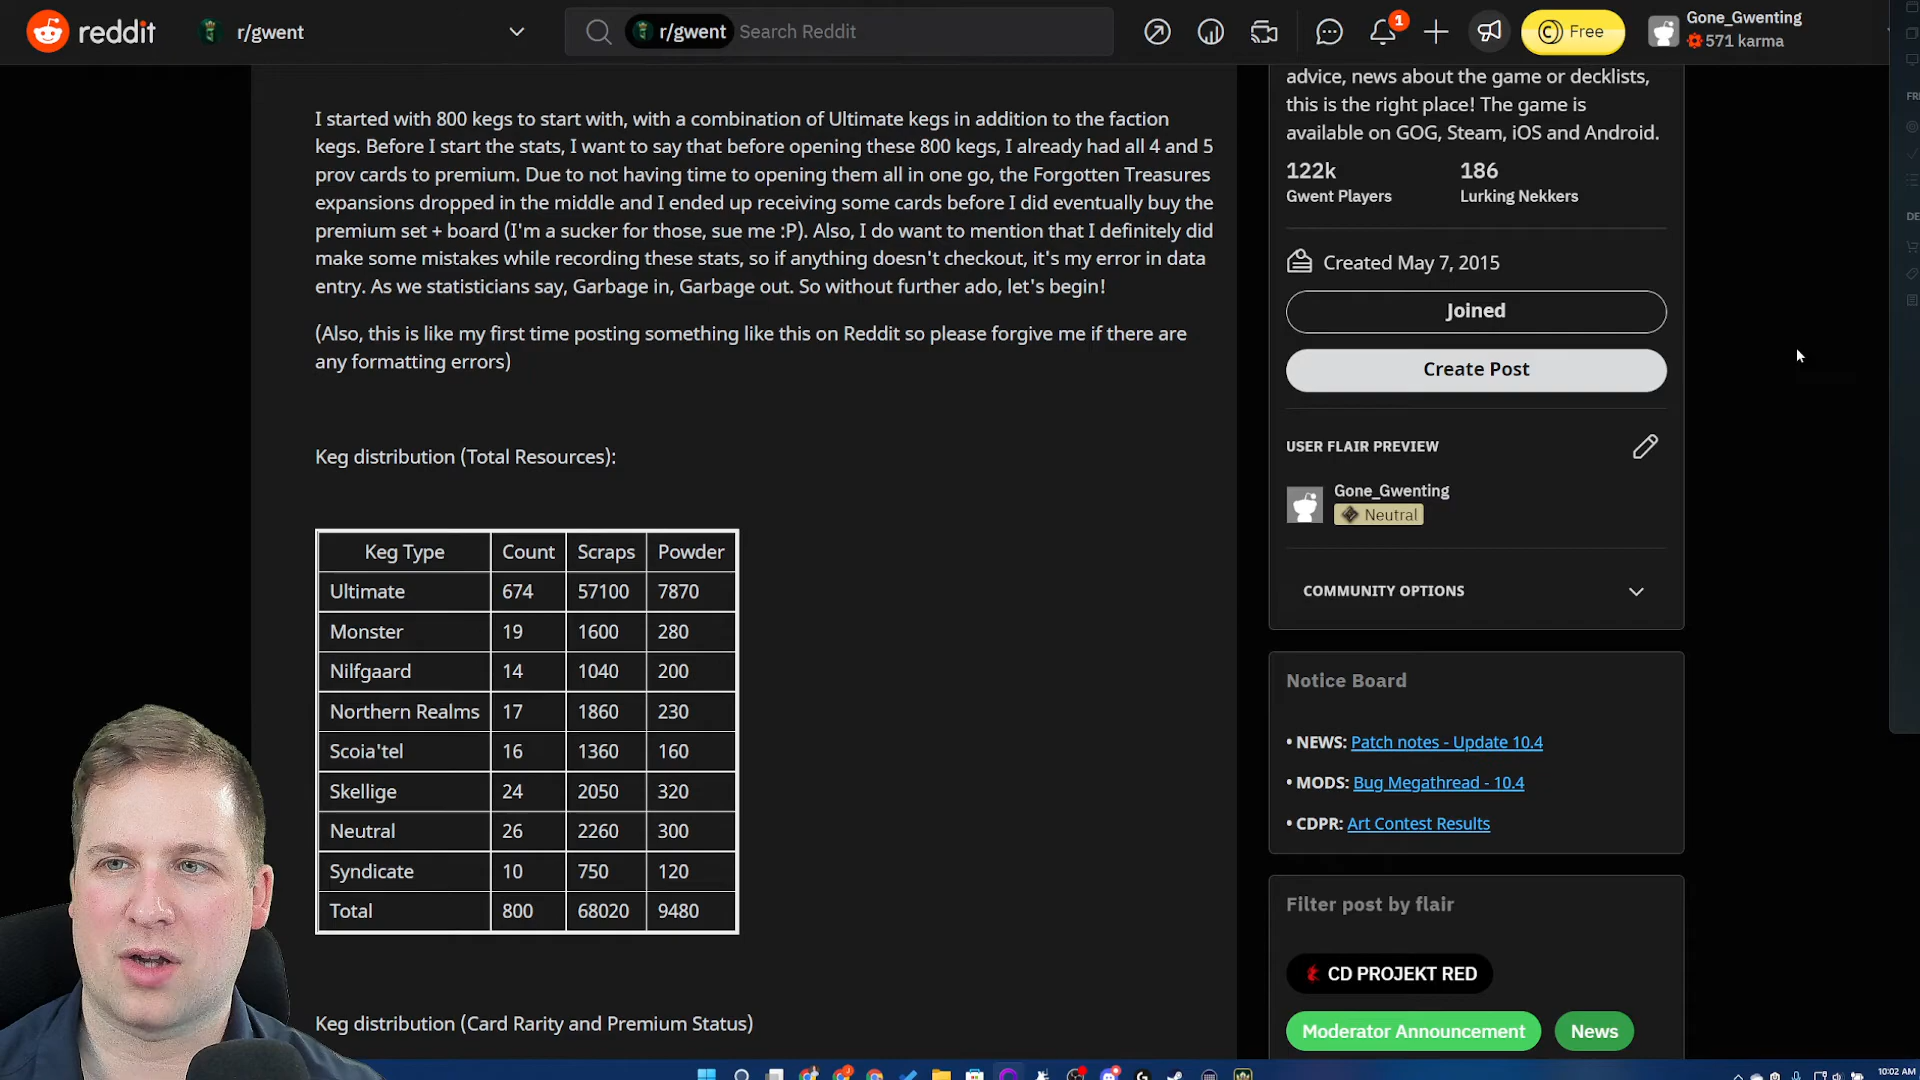 reddit
r/gwent
r/gwent Search Reddit
1
Free
Gone_Gwenting
571 karma
I started with 800 kegs to start with, with a combination of Ultimate kegs in addition to the faction
kegs. Before I start the stats, I want to say that before opening these 800 kegs, I already had all 4 and 5
prov cards to premium. Due to not having time to opening them all in one go, the Forgotten Treasures
expansions dropped in the middle and I ended up receiving some cards before I did eventually buy the
premium set + board (I'm a sucker for those, sue me :P). Also, I do want to mention that I definitely did
make some mistakes while recording these stats, so if anything doesn't checkout, it's my error in data
entry. As we statisticians say, Garbage in, Garbage out. So without further ado, let's begin!
(Also, this is like my first time posting something like this on Reddit so please forgive me if there are
any formatting errors)
Keg distribution (Total Resources):
Keg Type Count Scraps Powder
Ultimate 674 57100 7870
Monster 19 1600 280
Nilfgaard 14 1040 200
Northern Realms 17 1860 230
Scoia'tel 16 1360 160
Skellige 24 2050 320
Neutral 26 2260 300
Syndicate 10 750 120
Total 800 68020 9480
Keg distribution (Card Rarity and Premium Status)
advice, news about the game or decklists,
this is the right place! The game is
available on GOG, Steam, iOS and Android.
122k 186
Gwent Players Lurking Nekkers
Created May 7, 2015
Joined
Create Post
USER FLAIR PREVIEW
Gone_Gwenting
Neutral
COMMUNITY OPTIONS
Notice Board
• NEWS: Patch notes - Update 10.4
• MODS: Bug Megathread - 10.4
• CDPR: Art Contest Results
Filter post by flair
CD PROJEKT RED
Moderator Announcement
News
10:02 AM